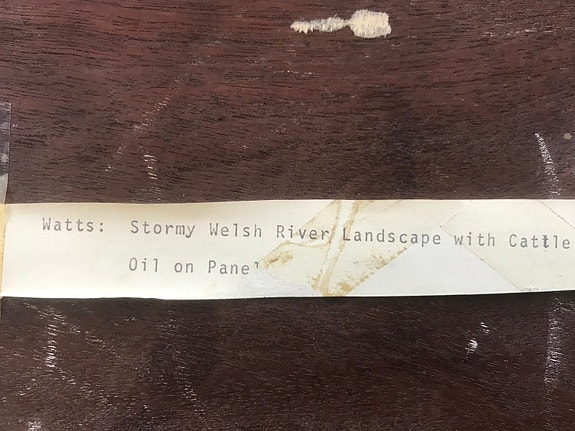 Watts: Stormy Welsh River Landscape with Cattle
Oil on Panel